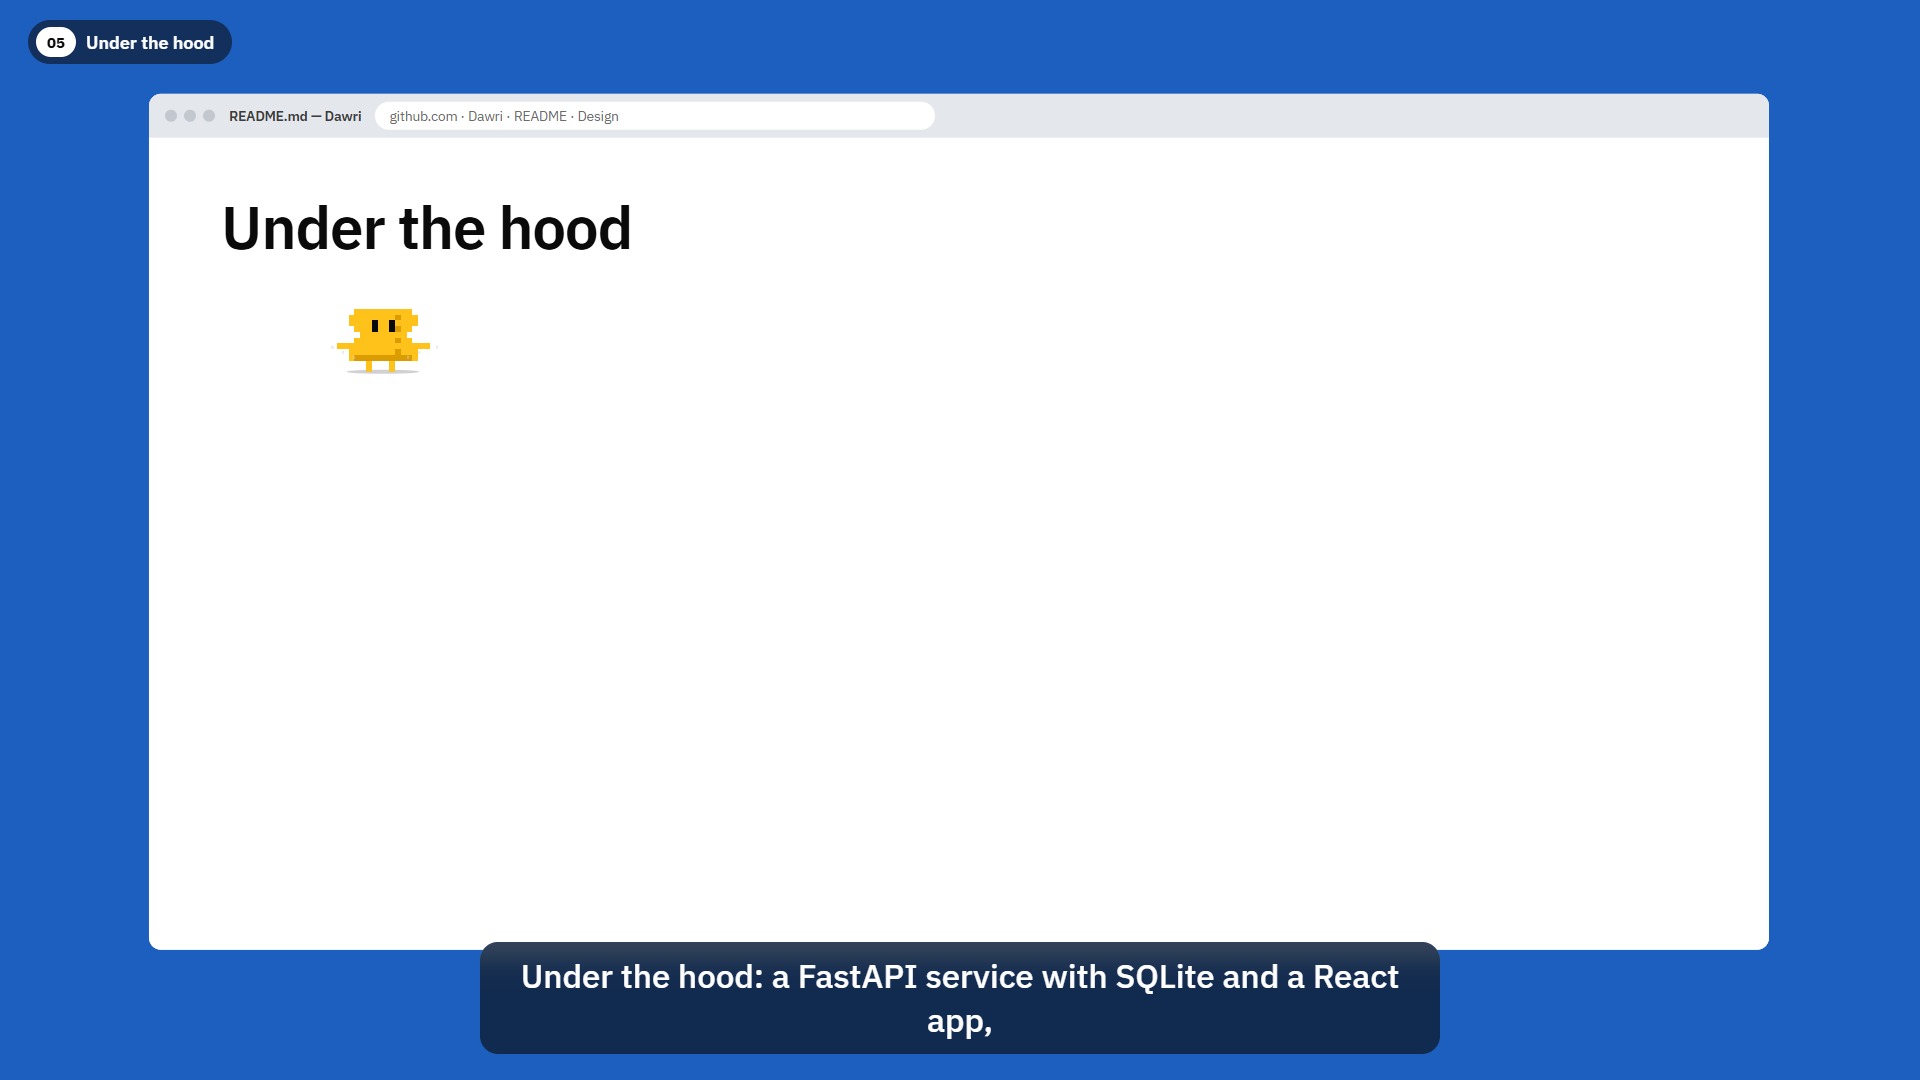 05 Under the hood
README.md — Dawri github.com · Dawri · README · Design
Under the hood
Under the hood: a FastAPI service with SQLite and a React
app,